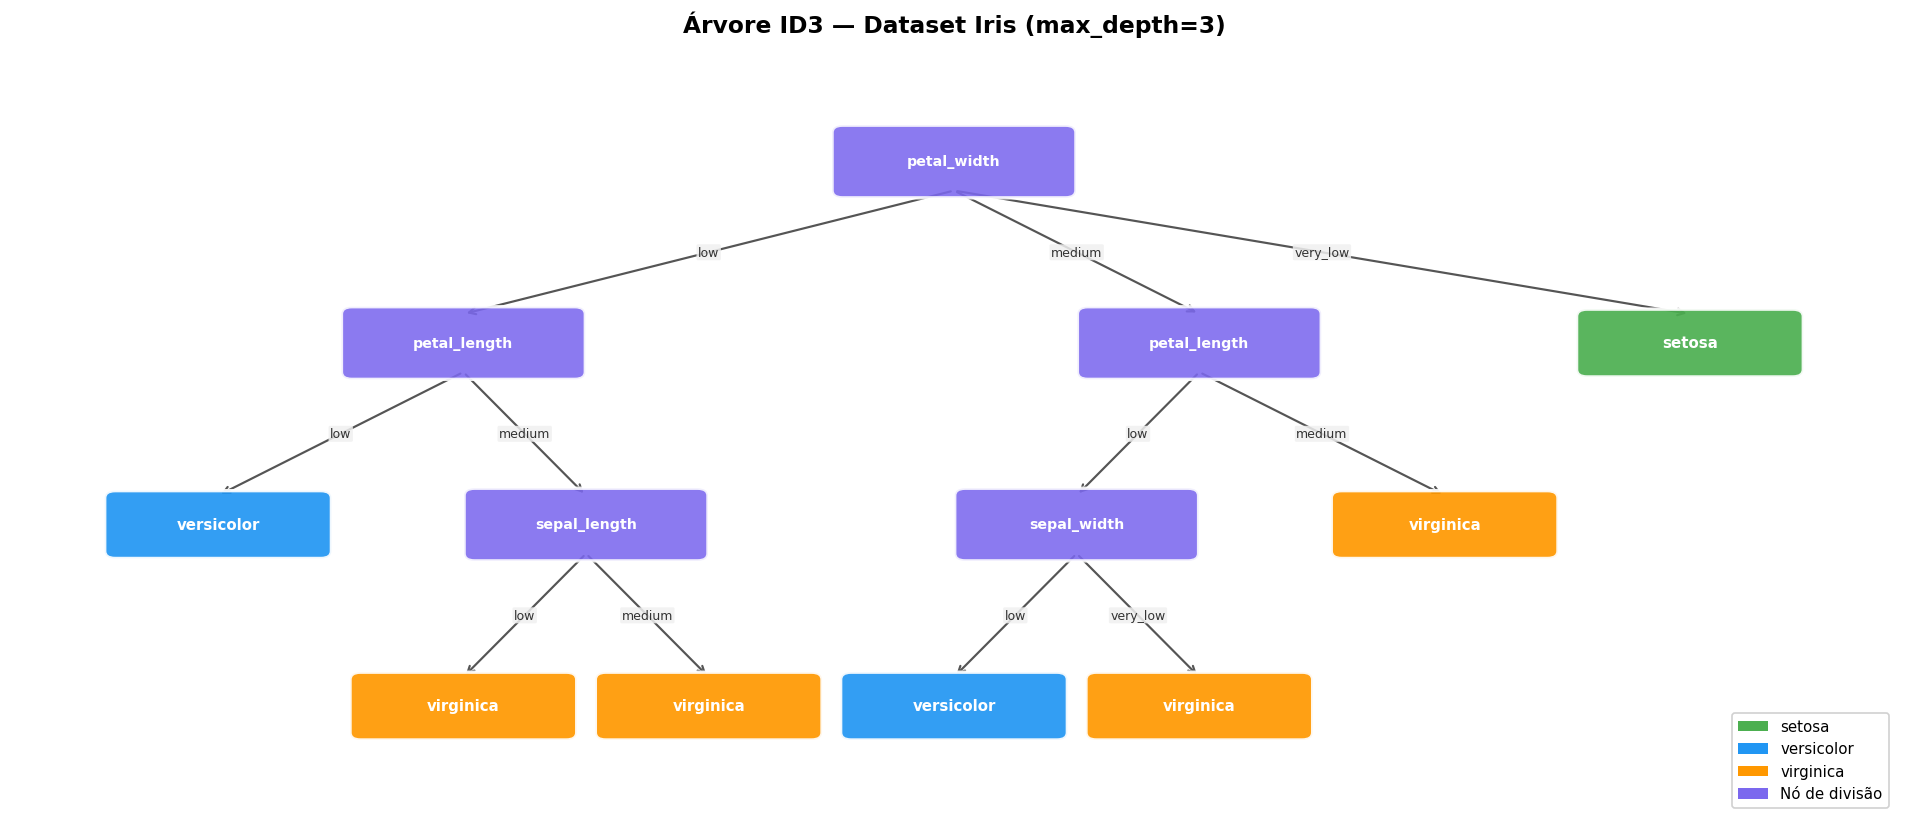 Árvore ID3 — Dataset Iris (max_depth=3)
petal_width
low
medium
very_low
petal_length
petal_length
setosa
low
medium
low
medium
versicolor
sepal_length
sepal_width
virginica
low
medium
low
very_low
virginica
virginica
versicolor
virginica
setosa
versicolor
virginica
Nó de divisão